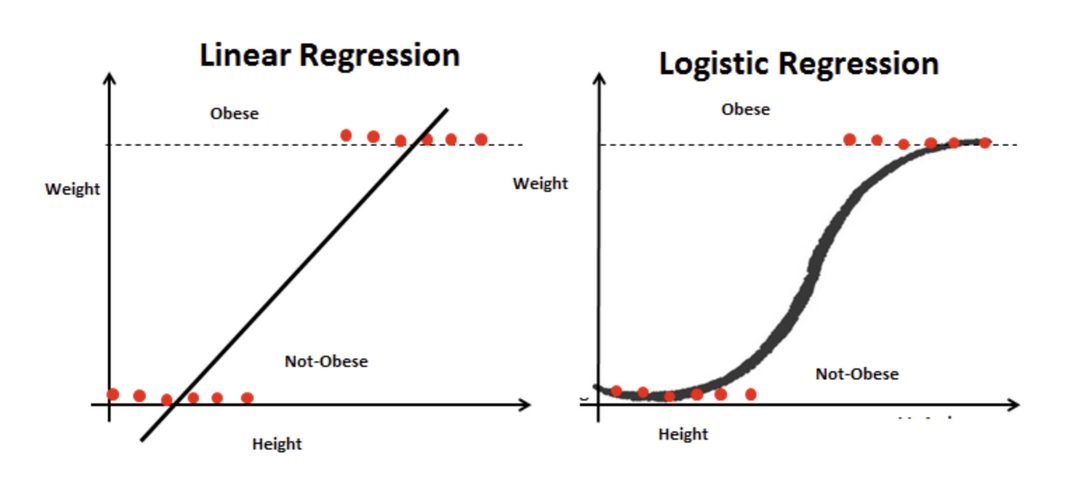 Linear Regression
Obese
Weight
Not-Obese
Height
Logistic Regression
Obese
Weight
Not-Obese
Height